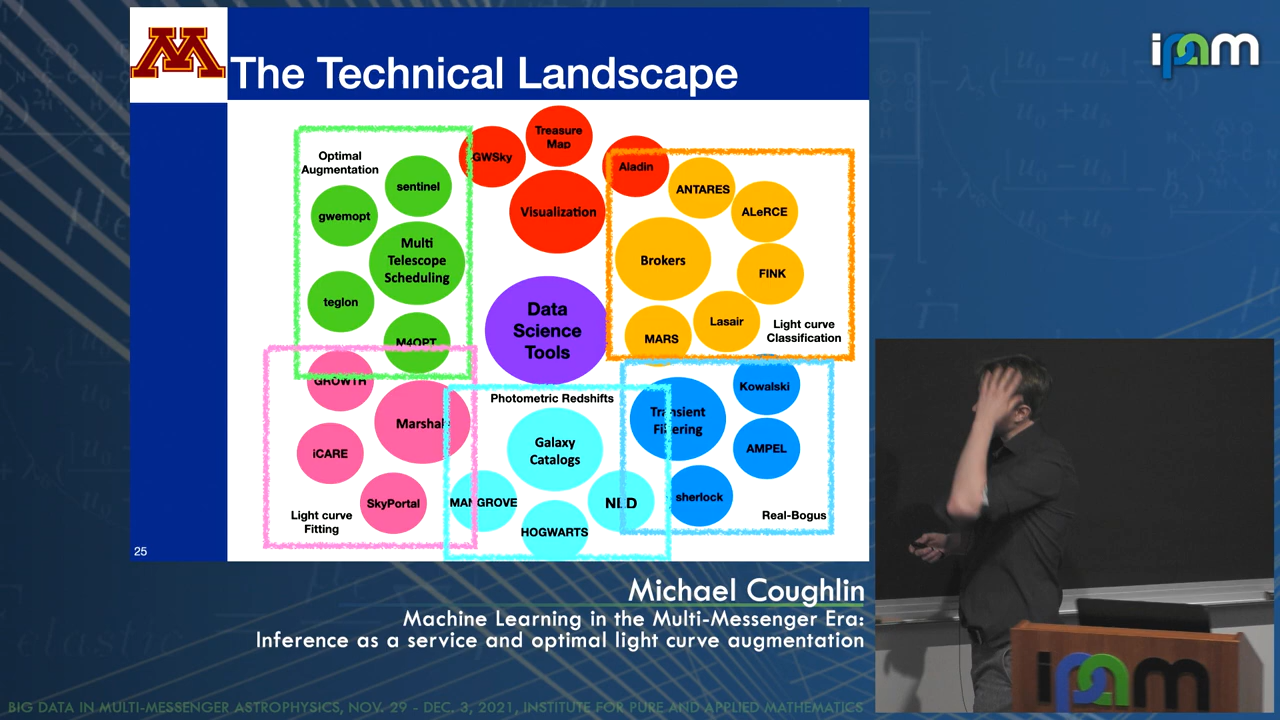 The Technical Landscape
ipam
Optimal
Augmentation
sentinel
gwemopt
Multi
Telescope
Scheduling
teglon
M4OPT
GWSky
Treasure
Map
Visualization
Aladin
ANTARES
ALeRCE
Brokers
FINK
Lasair
MARS
Light curve
Classification
Data
Science
Tools
GROWTH
Marshal
iCARE
SkyPortal
Light curve
Fitting
Photometric Redshifts
Galaxy
Catalogs
MANGROVE
NED
HOGWARTS
Transient
Filtering
Kowalski
AMPEL
sherlock
Real-Bogus
25
Michael Coughlin
Machine Learning in the Multi-Messenger Era:
Inference as a service and optimal light curve augmentation
ipam
BIG DATA IN MULTI-MESSENGER ASTROPHYSICS, NOV. 29 - DEC. 3, 2021, INSTITUTE FOR PURE AND APPLIED MATHEMATICS